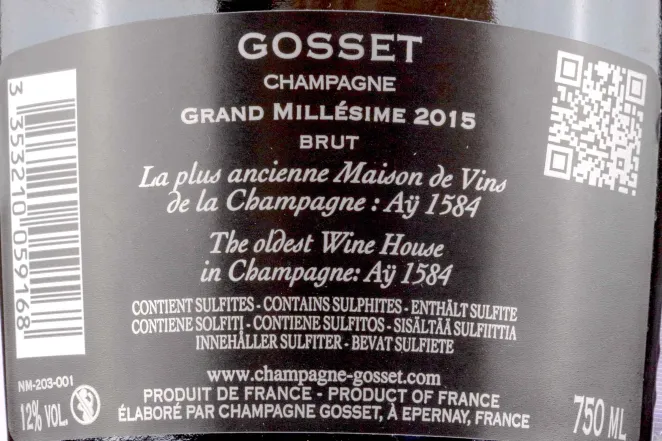 GOSSET
CHAMPAGNE
GRAND MILLÉSIME 2015
BRUT
La plus ancienne Maison de Vins
de la Champagne : Aÿ 1584
The oldest Wine House
in Champagne: Aÿ 1584
CONTIENT SULFITES - CONTAINS SULPHITES - ENTHÄLT SULFITE
CONTIENE SOLFITI - CONTIENE SULFITOS - SISÄLTÄÄ SULFIITTIA
INNEHÅLLER SULFITER - BEVAT SULFIETE
www.champagne-gosset.com
PRODUIT DE FRANCE - PRODUCT OF FRANCE
ÉLABORÉ PAR CHAMPAGNE GOSSET, À EPERNAY, FRANCE
3 353210 059168
NM-203-001
12% VOL.
750 ML